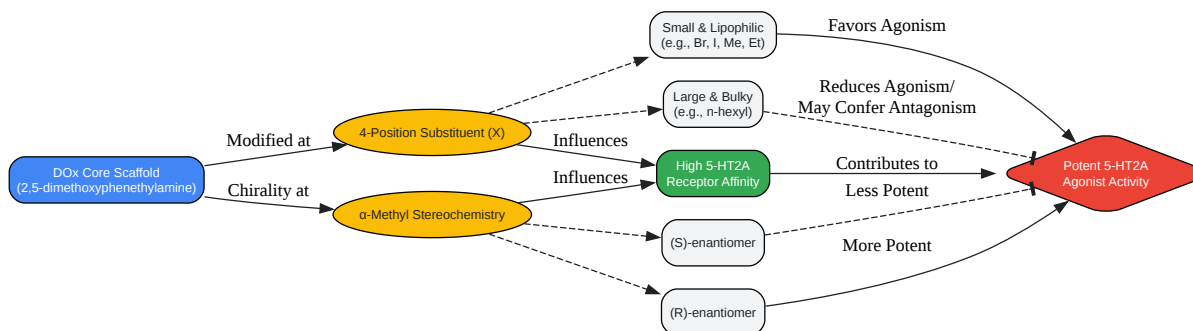 DOx Core Scaffold
(2,5-dimethoxyphenethylamine)
Modified at
Chirality at
4-Position Substituent (X)
α-Methyl Stereochemistry
Influences
Influences
Small & Lipophilic
(e.g., Br, I, Me, Et)
Large & Bulky
(e.g., n-hexyl)
High 5-HT2A
Receptor Affinity
(S)-enantiomer
(R)-enantiomer
Favors Agonism
Reduces Agonism/
May Confer Antagonism
Contributes to
Less Potent
More Potent
Potent 5-HT2A
Agonist Activity